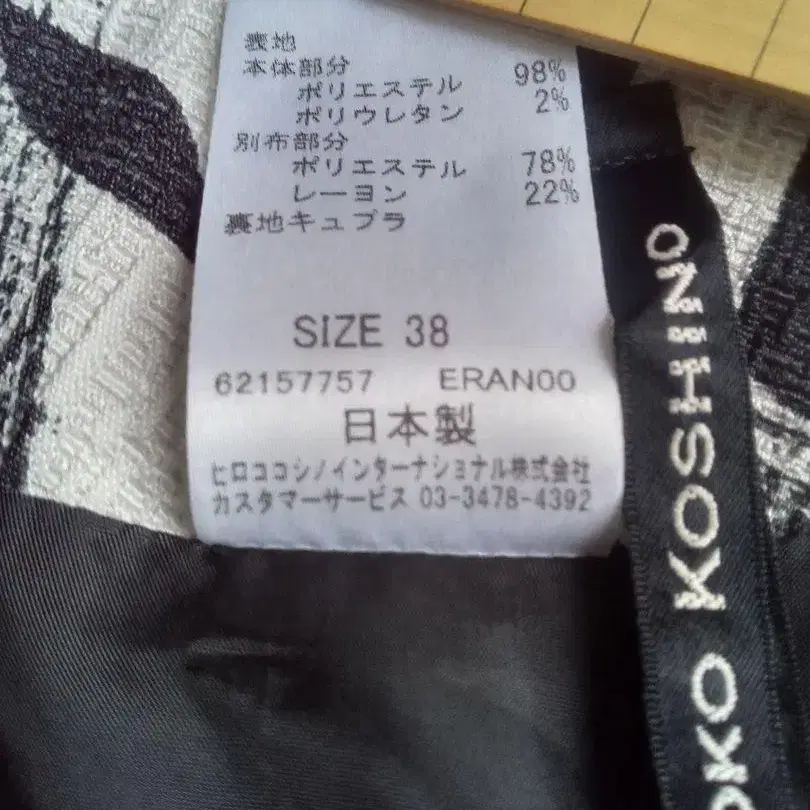 表地
本体部分
ポリエステル 98%
ポリウレタン 2%
別布部分
ポリエステル 78%
レーヨン 22%
裏地キュプラ
SIZE 38
62157757 ERAN00
日本製
ヒロココシノインターナショナル株式会社
カスタマーサービス 03-3478-4392
OKO KOSHINO